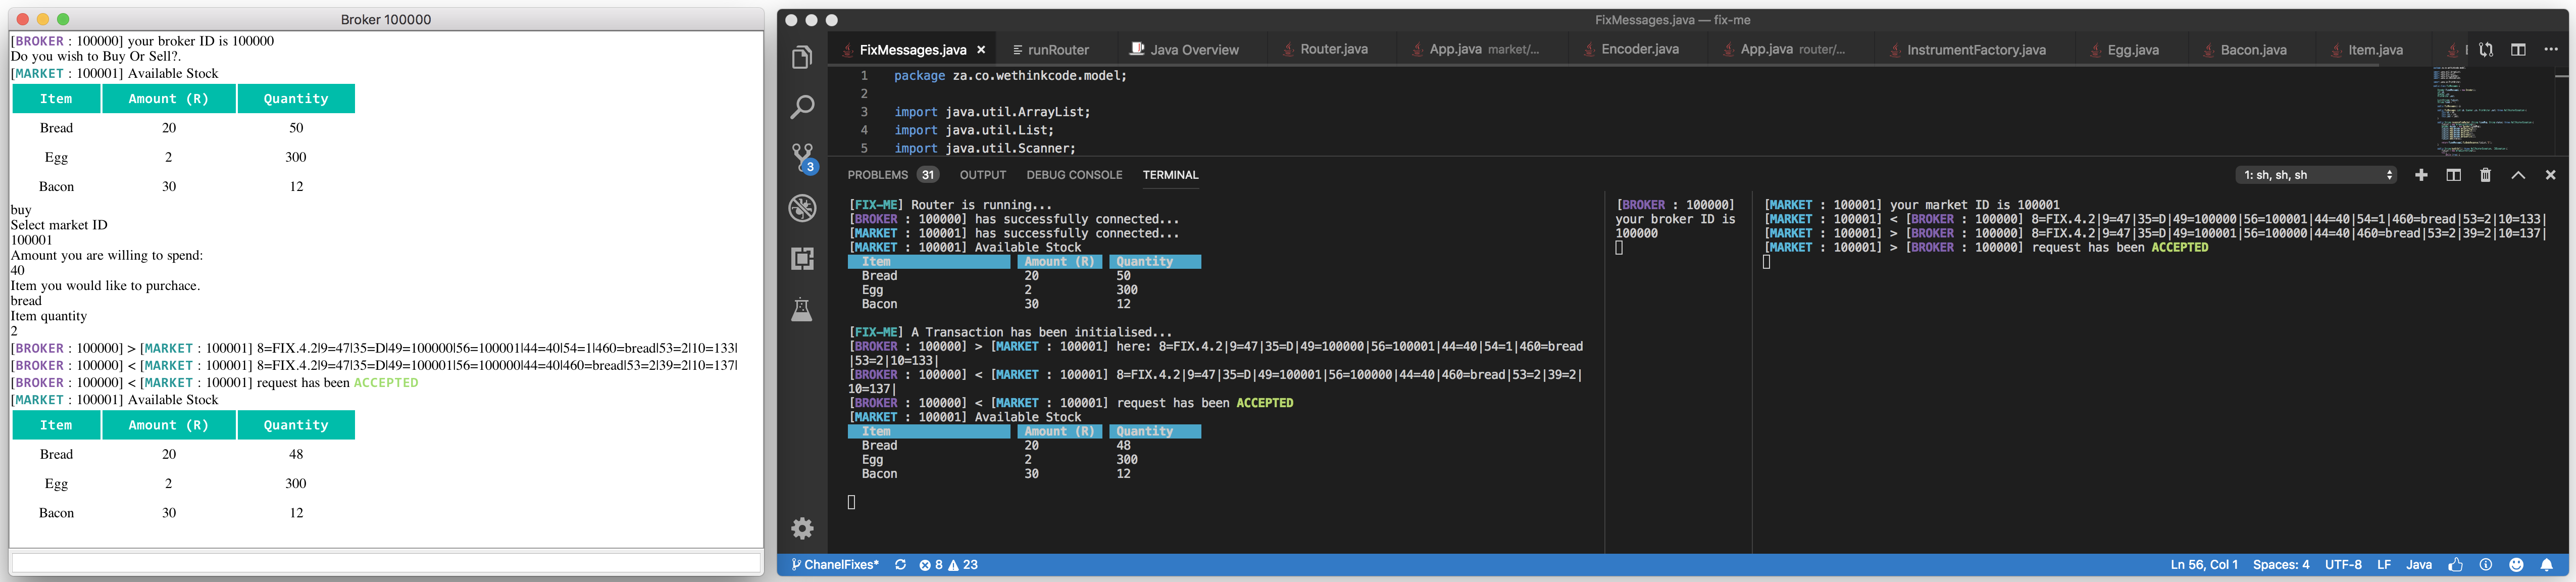 Broker 100000
[BROKER : 100000] your broker ID is 100000
Do you wish to Buy Or Sell?.
[MARKET : 100001] Available Stock
Item Amount (R) Quantity
Bread 20 50
Egg 2 300
Bacon 30 12
buy
Select market ID
100001
Amount you are willing to spend:
40
Item you would like to purchace.
bread
Item quantity
2
[BROKER : 100000] > [MARKET : 100001] 8=FIX.4.2|9=47|35=D|49=100000|56=100001|44=40|54=1|460=bread|53=2|10=133|
[BROKER : 100000] < [MARKET : 100001] 8=FIX.4.2|9=47|35=D|49=100001|56=100000|44=40|460=bread|53=2|39=2|10=137|
[BROKER : 100000] < [MARKET : 100001] request has been ACCEPTED
[MARKET : 100001] Available Stock
Item Amount (R) Quantity
Bread 20 48
Egg 2 300
Bacon 30 12
FixMessages.java — fix-me
FixMessages.java runRouter Java Overview Router.java App.java market/... Encoder.java App.java router/... InstrumentFactory.java Egg.java Bacon.java Item.java
1 package za.co.wethinkcode.model;
2
3 import java.util.ArrayList;
4 import java.util.List;
5 import java.util.Scanner;
3
PROBLEMS 31 OUTPUT DEBUG CONSOLE TERMINAL 1: sh, sh, sh
[FIX-ME] Router is running...
[BROKER : 100000] has successfully connected...
[MARKET : 100001] has successfully connected...
[MARKET : 100001] Available Stock
Item Amount (R) Quantity
Bread 20 50
Egg 2 300
Bacon 30 12
[FIX-ME] A Transaction has been initialised...
[BROKER : 100000] > [MARKET : 100001] here: 8=FIX.4.2|9=47|35=D|49=100000|56=100001|44=40|54=1|460=bread
|53=2|10=133|
[BROKER : 100000] < [MARKET : 100001] 8=FIX.4.2|9=47|35=D|49=100001|56=100000|44=40|460=bread|53=2|39=2|
10=137|
[BROKER : 100000] < [MARKET : 100001] request has been ACCEPTED
[MARKET : 100001] Available Stock
Item Amount (R) Quantity
Bread 20 48
Egg 2 300
Bacon 30 12
[BROKER : 100000]
your broker ID is
100000
[MARKET : 100001] your market ID is 100001
[MARKET : 100001] < [BROKER : 100000] 8=FIX.4.2|9=47|35=D|49=100000|56=100001|44=40|54=1|460=bread|53=2|10=133|
[MARKET : 100001] > [BROKER : 100000] 8=FIX.4.2|9=47|35=D|49=100001|56=100000|44=40|460=bread|53=2|39=2|10=137|
[MARKET : 100001] > [BROKER : 100000] request has been ACCEPTED
ChanelFixes* 8 23 Ln 56, Col 1 Spaces: 4 UTF-8 LF Java